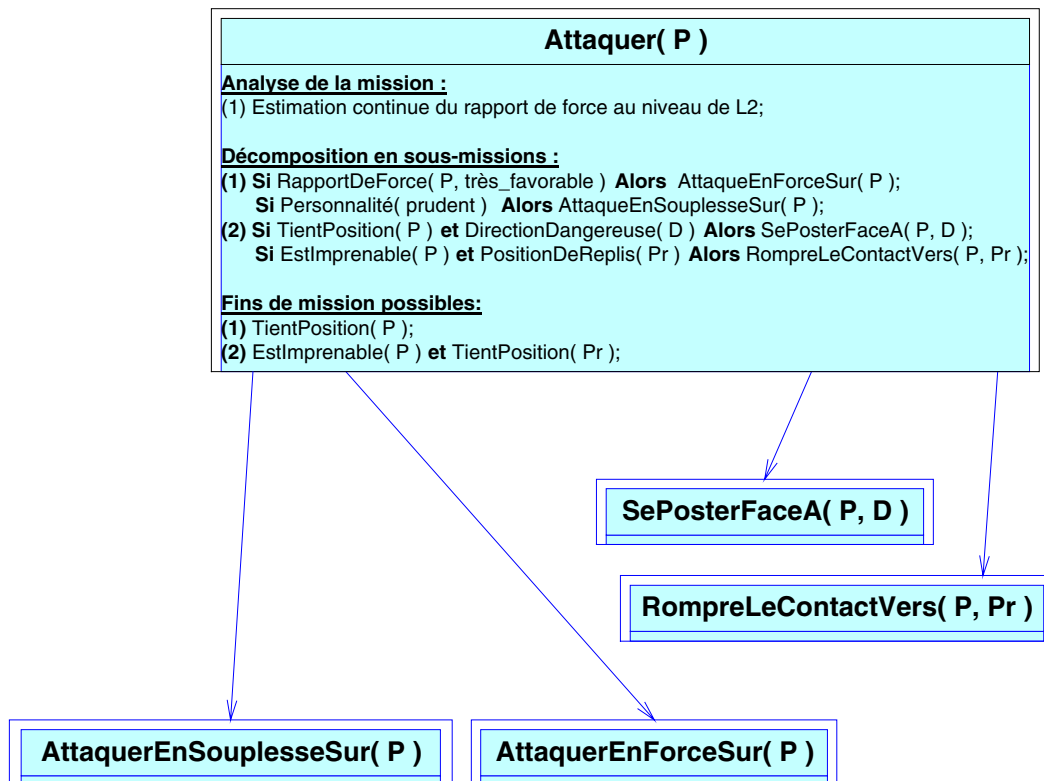 Attaquer( P )
Analyse de la mission :
(1) Estimation continue du rapport de force au niveau de L2;
Décomposition en sous-missions :
(1) Si RapportDeForce( P, très_favorable ) Alors AttaqueEnForceSur( P );
Si Personnalité( prudent ) Alors AttaqueEnSouplesseSur( P );
(2) Si TientPosition( P ) et DirectionDangereuse( D ) Alors SePosterFaceA( P, D );
Si EstImprenable( P ) et PositionDeReplis( Pr ) Alors RompreLeContactVers( P, Pr );
Fins de mission possibles:
(1) TientPosition( P );
(2) EstImprenable( P ) et TientPosition( Pr );
SePosterFaceA( P, D )
RompreLeContactVers( P, Pr )
AttaquerEnSouplesseSur( P )
AttaquerEnForceSur( P )